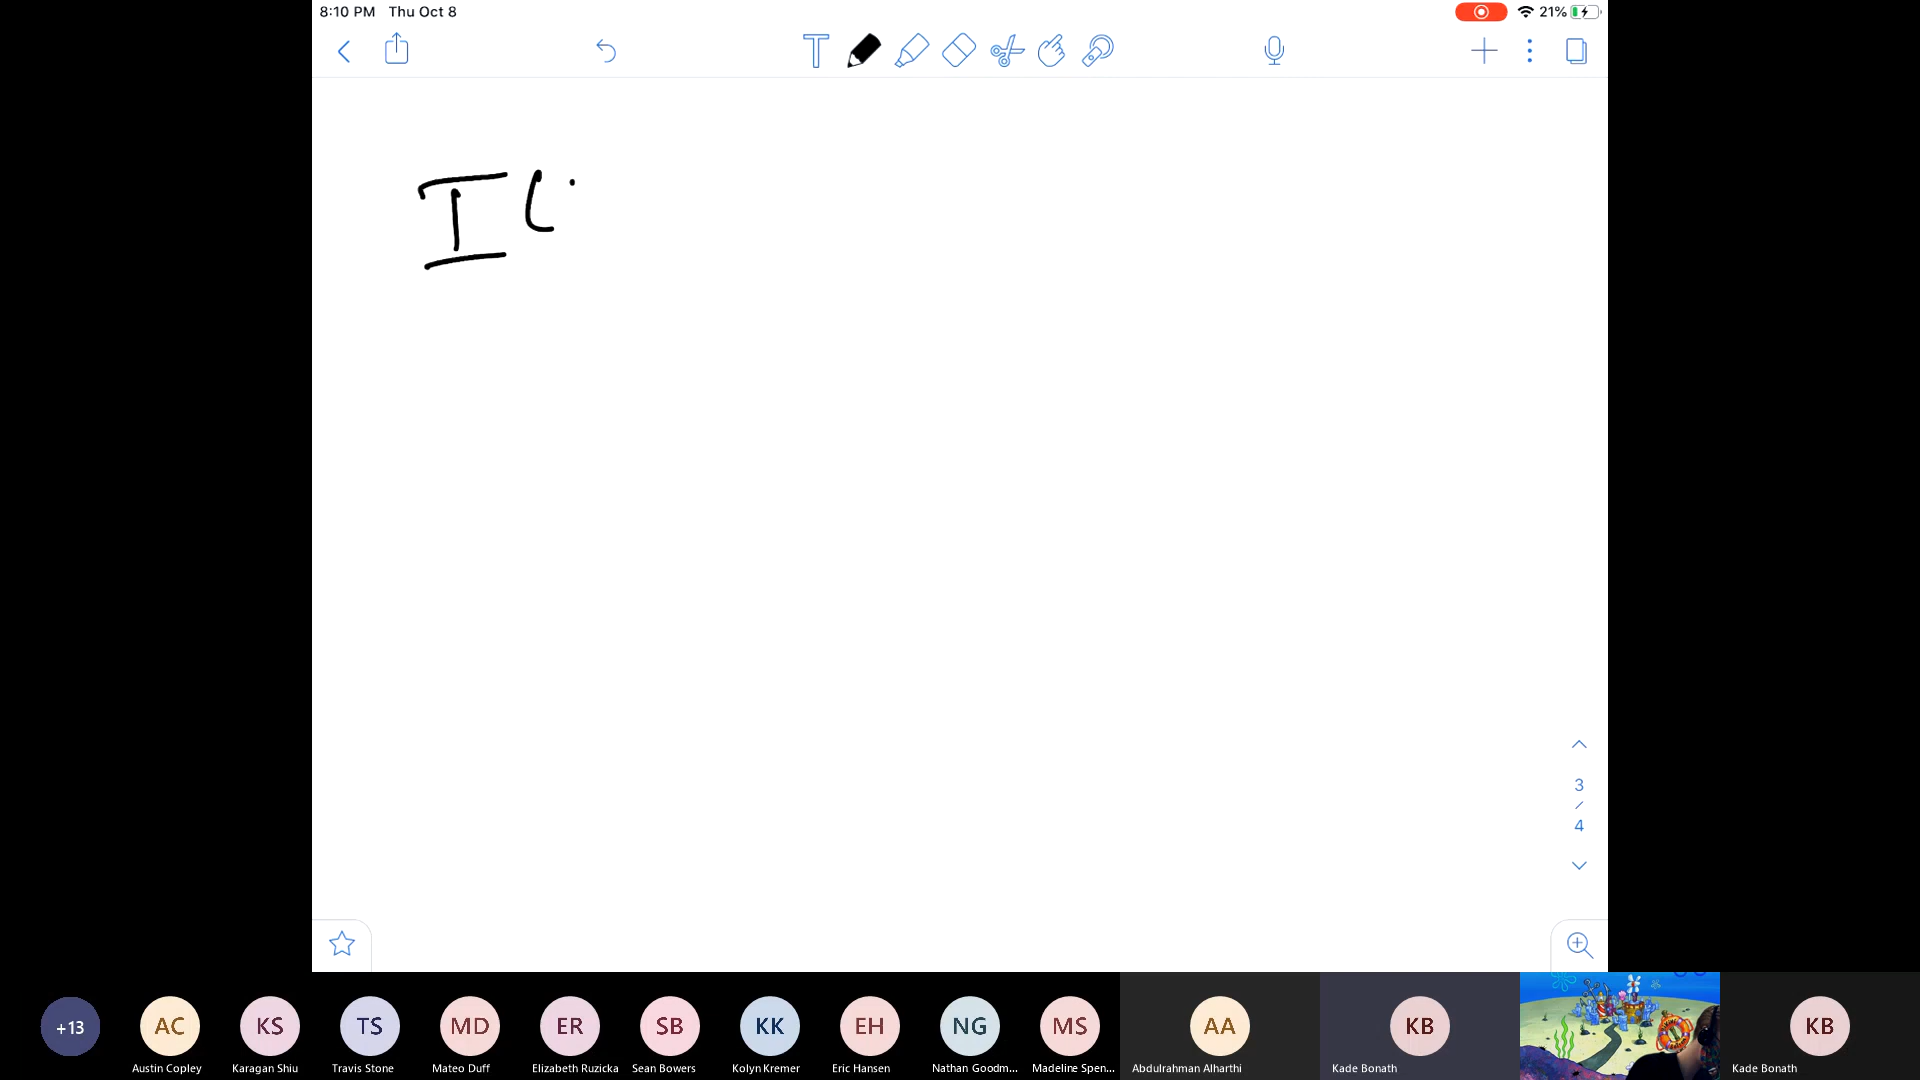 8:10 PM Thu Oct 8
21%
T
I (
3
/
4
+13
AC
KS
TS
MD
ER
SB
KK
EH
NG
MS
AA
KB
KB
Austin Copley
Karagan Shiu
Travis Stone
Mateo Duff
Elizabeth Ruzicka
Sean Bowers
Kolyn Kremer
Eric Hansen
Nathan Goodm...
Madeline Spen...
Abdulrahman Alharthi
Kade Bonath
Kade Bonath